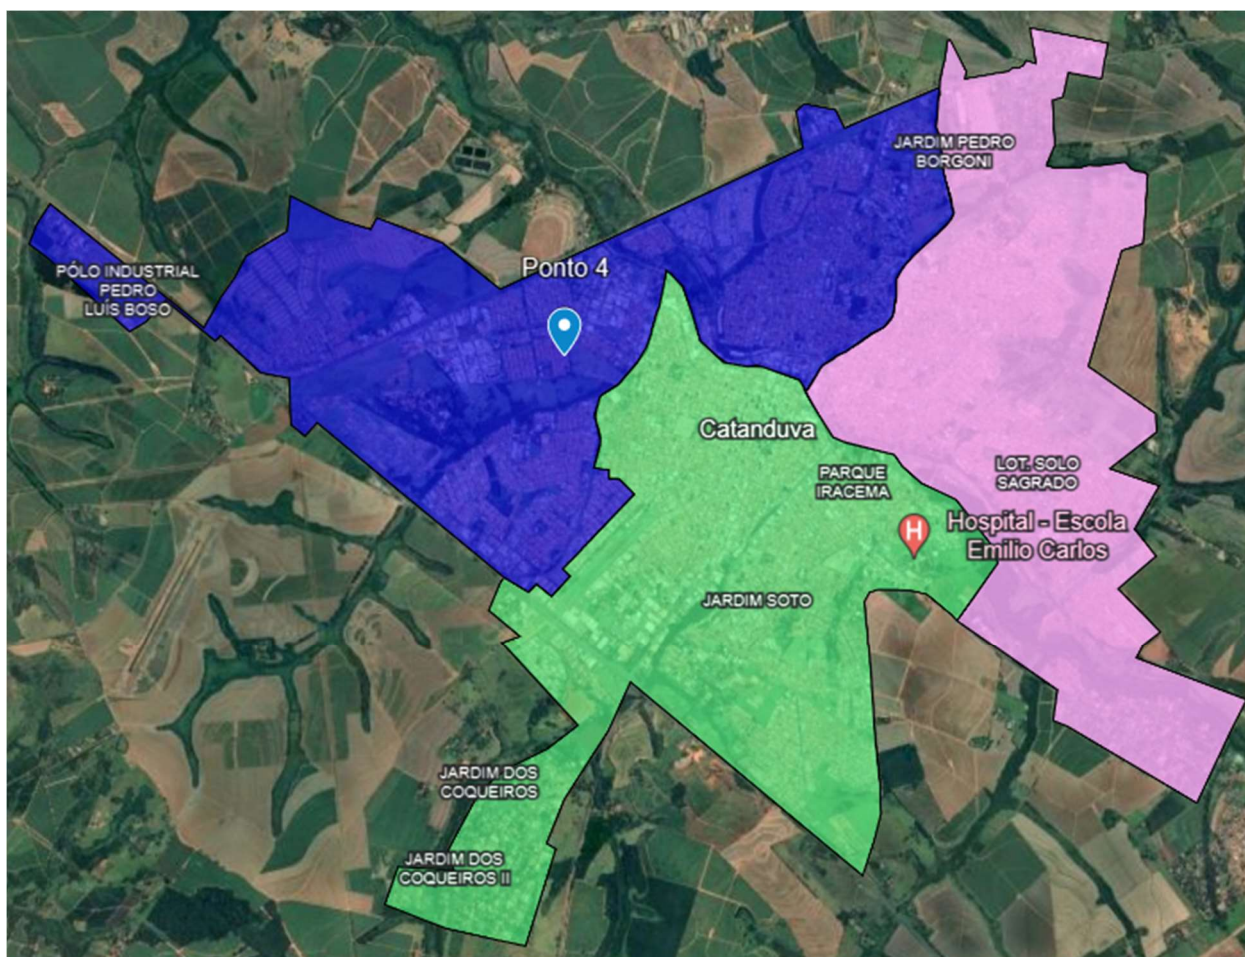 JARDIM PEDRO
BORGONI
Ponto 4
PÓLO INDUSTRIAL
PEDRO
LUÍS BOSO
Catanduva
PARQUE
IRACEMA
LOT. SOLO
SAGRADO
H
Hospital - Escola
Emilio Carlos
JARDIM SOTO
JARDIM DOS
COQUEIROS
JARDIM DOS
COQUEIROS II